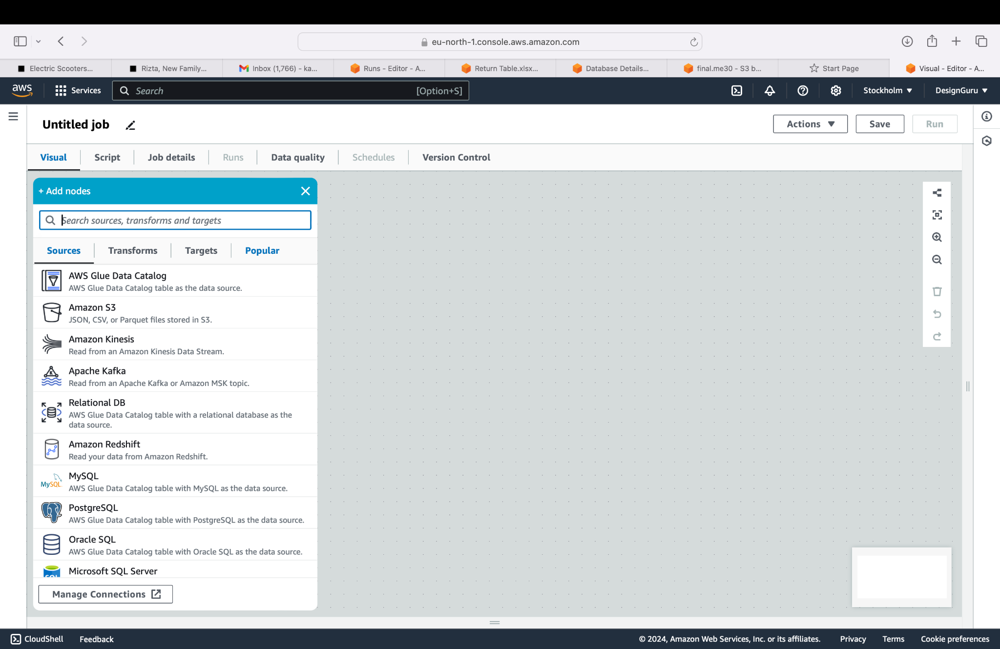 eu-north-1.console.aws.amazon.com
Electric Scooters...
Rizta, New Family...
Inbox (1,766) - ka...
Runs - Editor - A...
Return Table.xlsx...
Database Details...
final.me30 - S3 b...
Start Page
Visual - Editor - A...
aws
Services
Search
[Option+S]
Stockholm ▼
DesignGuru ▼
Untitled job
Actions ▼
Save
Run
Visual
Script
Job details
Runs
Data quality
Schedules
Version Control
+ Add nodes
Search sources, transforms and targets
Sources
Transforms
Targets
Popular
AWS Glue Data Catalog
AWS Glue Data Catalog table as the data source.
Amazon S3
JSON, CSV, or Parquet files stored in S3.
Amazon Kinesis
Read from an Amazon Kinesis Data Stream.
Apache Kafka
Read from an Apache Kafka or Amazon MSK topic.
Relational DB
AWS Glue Data Catalog table with a relational database as the
data source.
Amazon Redshift
Read your data from Amazon Redshift.
MySQL
MySQL
AWS Glue Data Catalog table with MySQL as the data source.
PostgreSQL
AWS Glue Data Catalog table with PostgreSQL as the data source.
Oracle SQL
AWS Glue Data Catalog table with Oracle SQL as the data source.
SQL
Microsoft SQL Server
Manage Connections
CloudShell
Feedback
© 2024, Amazon Web Services, Inc. or its affiliates.
Privacy
Terms
Cookie preferences